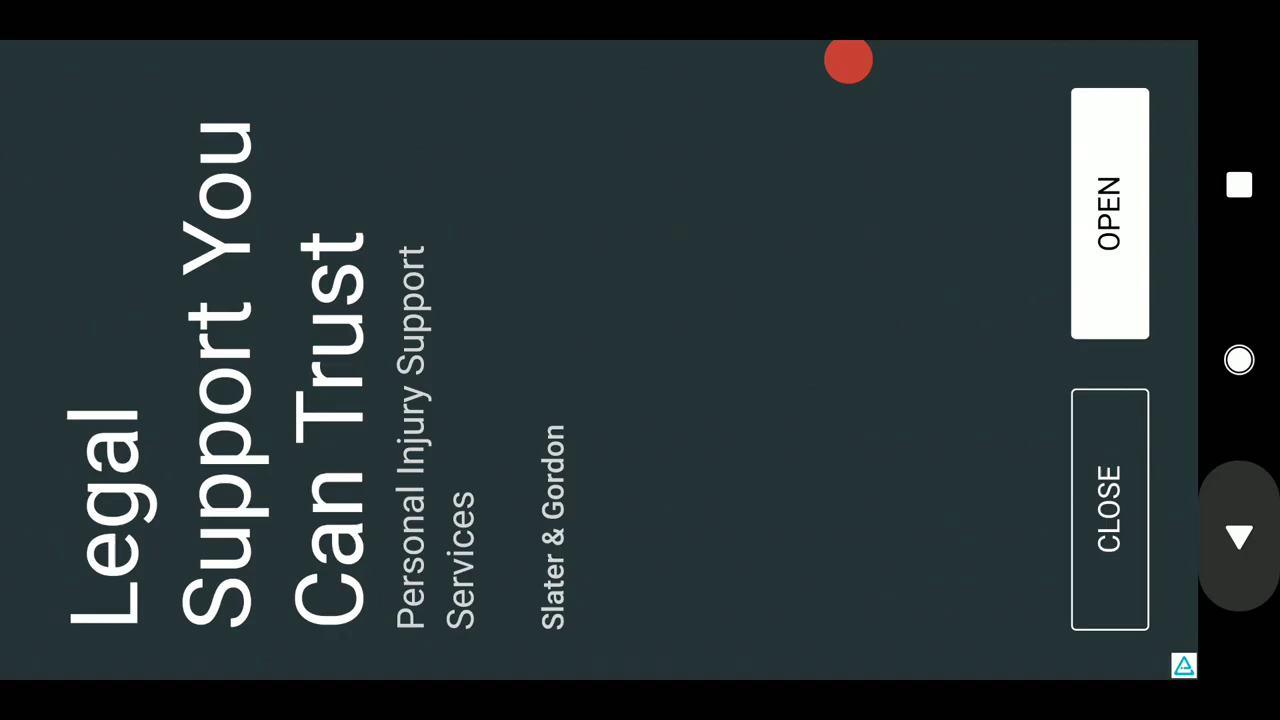 Legal
Support You
Can Trust
Personal Injury Support
Services
Slater & Gordon
CLOSE
OPEN